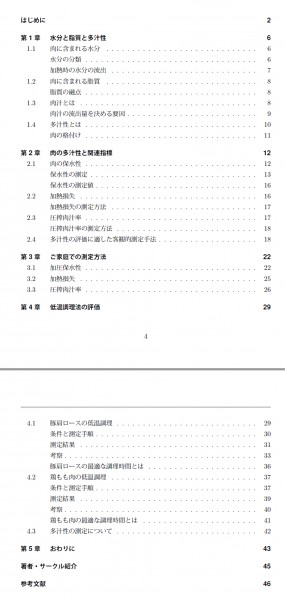 はじめに 2
第1章 水分と脂質と多汁性 6
1.1 肉に含まれる水分 6
水分の分類 6
加熱時の水分の流出 7
1.2 肉に含まれる脂質 8
脂質の融点 8
1.3 肉汁とは 8
肉汁の流出量を決める要因 9
1.4 多汁性とは 10
肉の格付け 11
第2章 肉の多汁性と関連指標 12
2.1 肉の保水性 12
保水性の測定 13
保水性の測定値 16
2.2 加熱損失 16
加熱損失の測定方法 17
2.3 圧搾肉汁率 17
圧搾肉汁率の測定方法 18
2.4 多汁性の評価に適した客観的測定手法 18
第3章 ご家庭での測定方法 22
3.1 加圧保水性 22
3.2 加熱損失 25
3.3 圧搾肉汁率 26
第4章 低温調理法の評価 29
4
4.1 豚肩ロースの低温調理 29
条件と測定手順 30
測定結果 31
考察 33
豚肩ロースの最適な調理時間とは 36
4.2 鶏もも肉の低温調理 37
条件と測定手順 37
測定結果 39
考察 40
鶏もも肉の最適な調理時間とは 41
4.3 多汁性の測定について 42
第5章 おわりに 43
著者・サークル紹介 45
参考文献 46